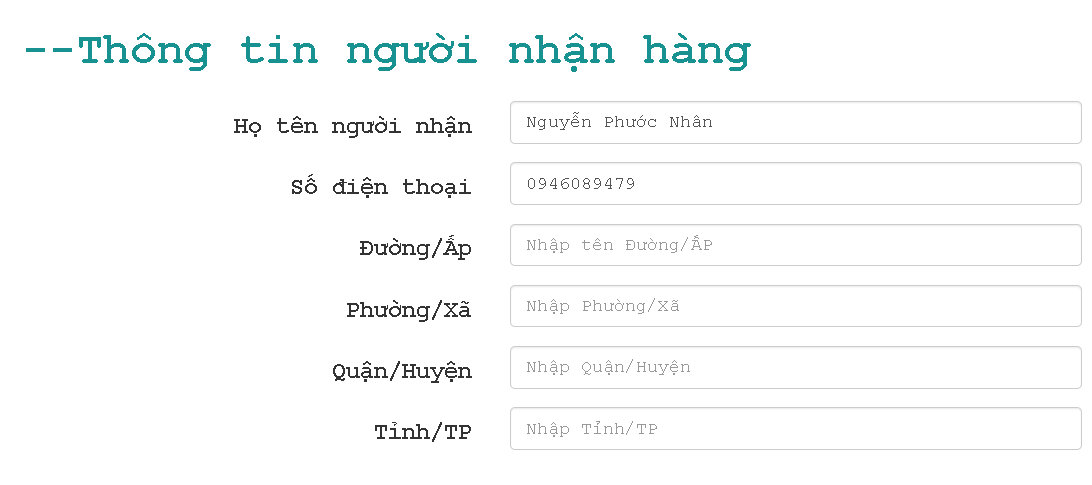 --Thông tin người nhận hàng
Họ tên người nhận Nguyễn Phước Nhân
Số điện thoại 0946089479
Đường/Ấp Nhập tên Đường/ẤP
Phường/Xã Nhập Phường/Xã
Quận/Huyện Nhập Quận/Huyện
Tỉnh/TP Nhập Tỉnh/TP